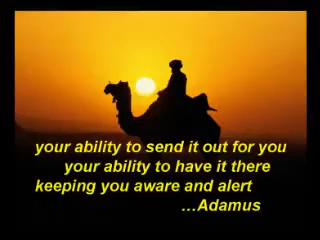 your ability to send it out for you
your ability to have it there
keeping you aware and alert
...Adamus